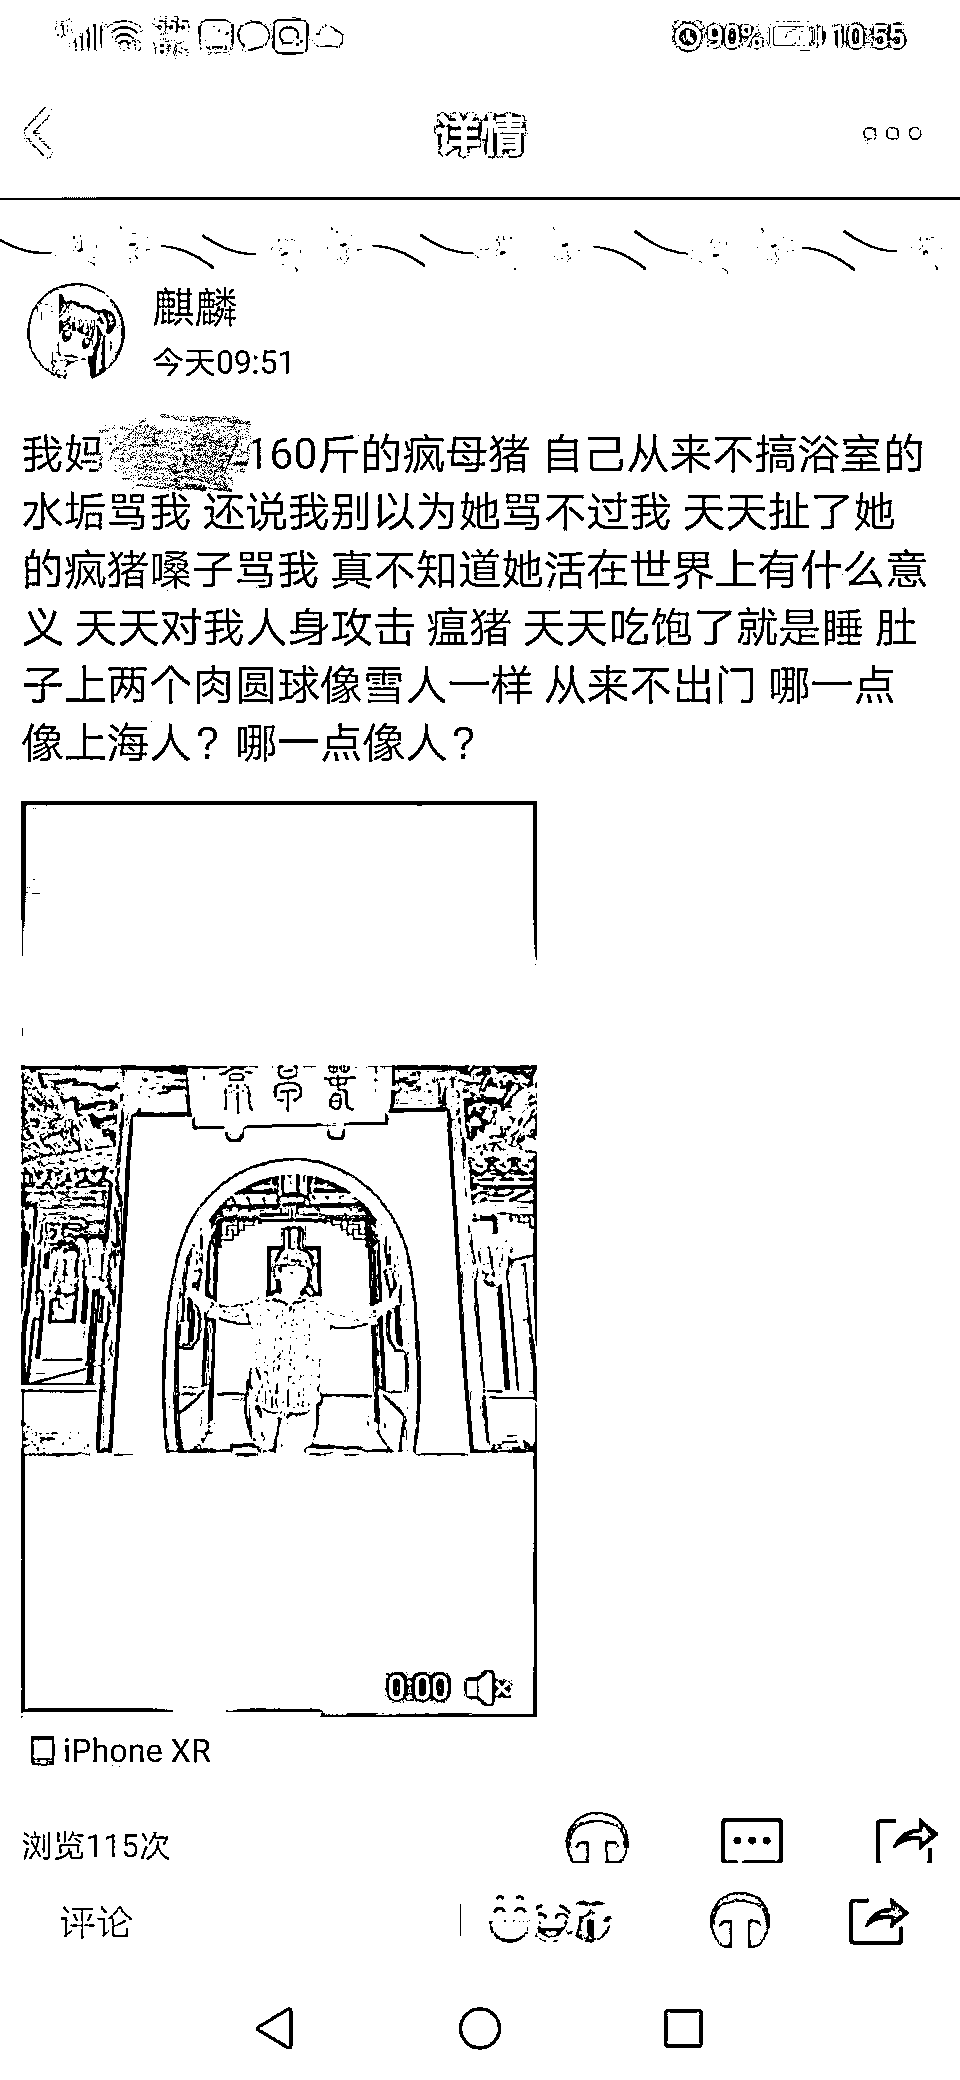 90% 10:55
详情
麒麟
今天09:51
我妈 160斤的疯母猪 自己从来不搞浴室的
水垢骂我 还说我别以为她骂不过我 天天扯了她
的疯猪嗓子骂我 真不知道她活在世界上有什么意
义 天天对我人身攻击 瘟猪 天天吃饱了就是睡 肚
子上两个肉圆球像雪人一样 从来不出门 哪一点
像上海人？哪一点像人？
0:00
iPhone XR
浏览115次
评论